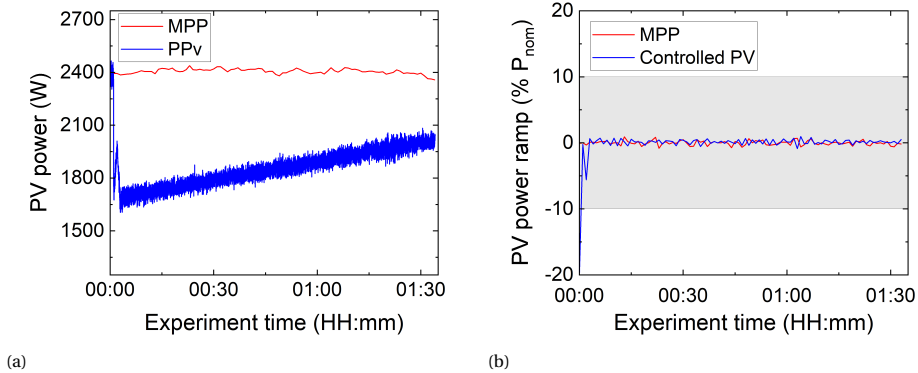 2700
2400
2100
1800
1500
PV power (W)
MPP
PPv
00:00 00:30 01:00 01:30
Experiment time (HH:mm)
(a)
20
10
0
-10
-20
PV power ramp (% Pnom)
MPP
Controlled PV
00:00 00:30 01:00 01:30
Experiment time (HH:mm)
(b)